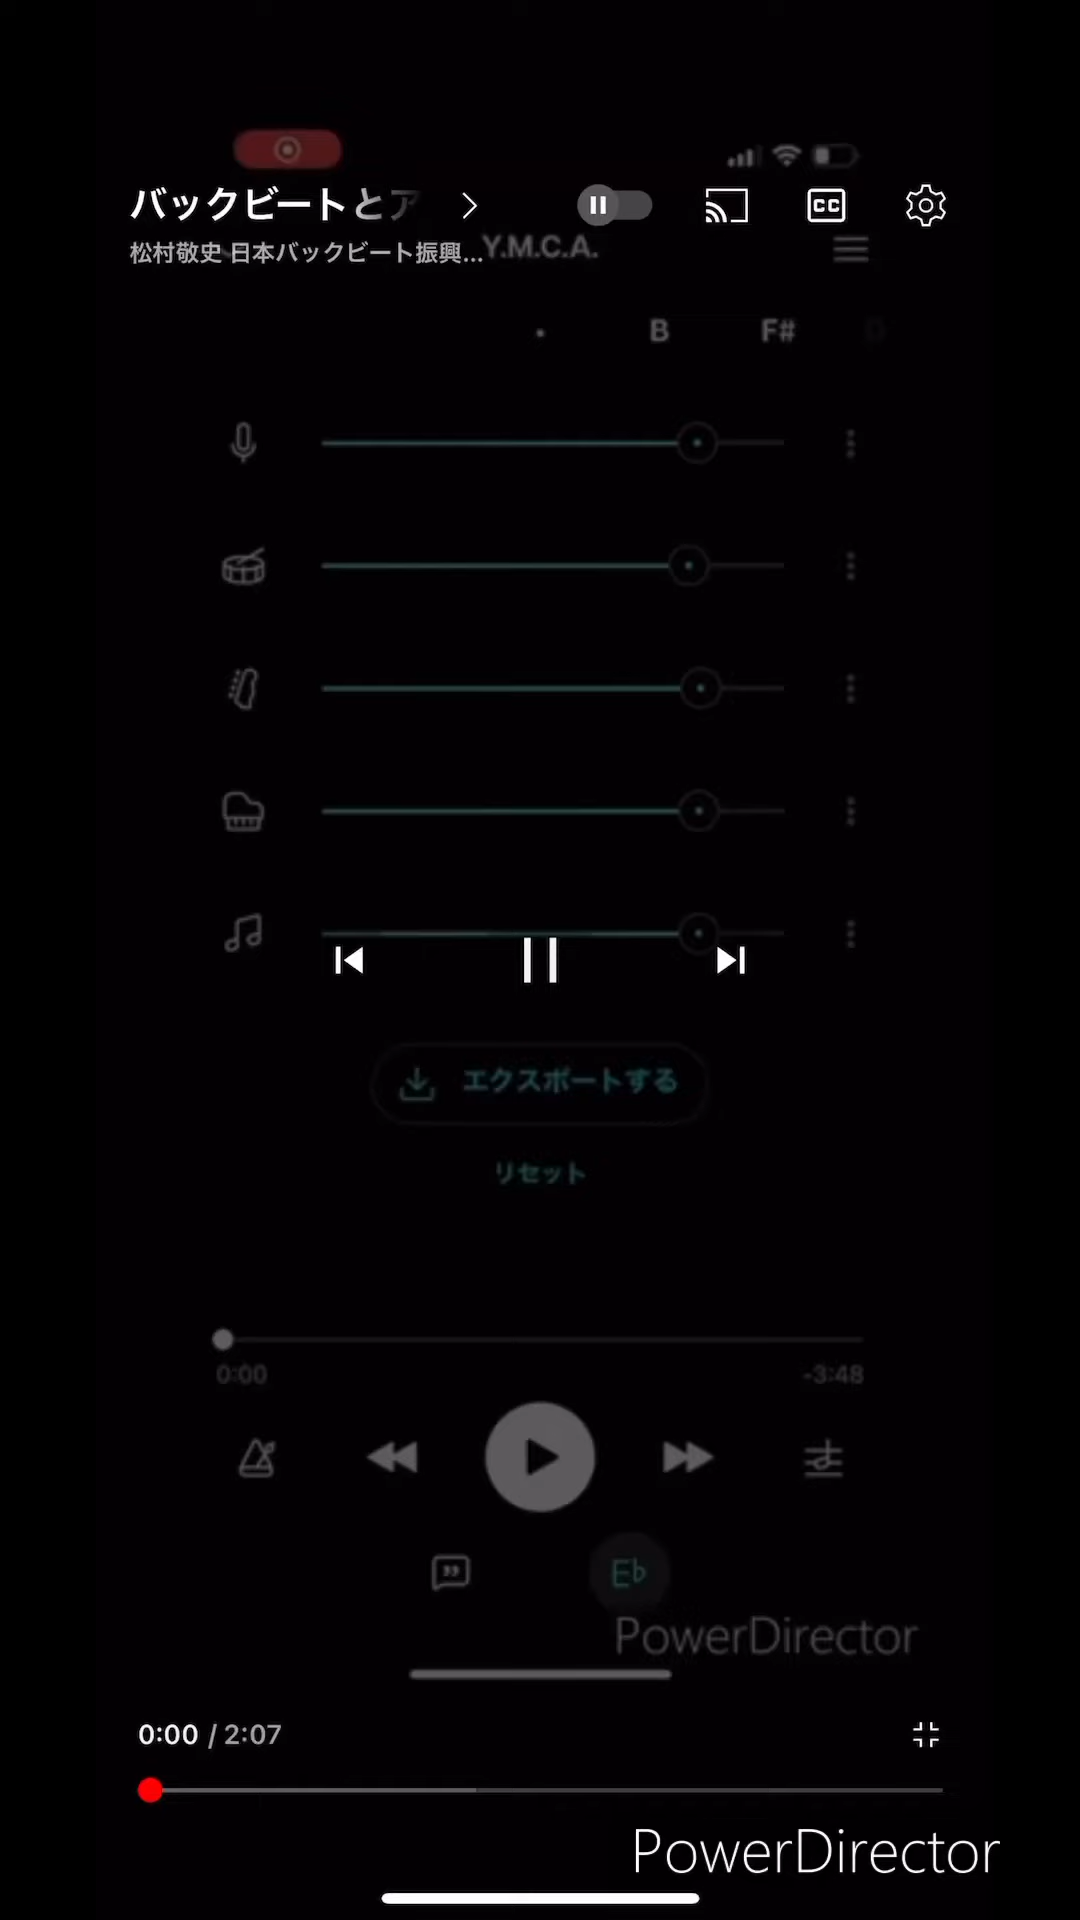 バックビートとア
松村敬史 日本バックビート振興...
Y.M.C.A.
B F#
エクスポートする
リセット
0:00 -3:48
E♭
PowerDirector
0:00 / 2:07
PowerDirector